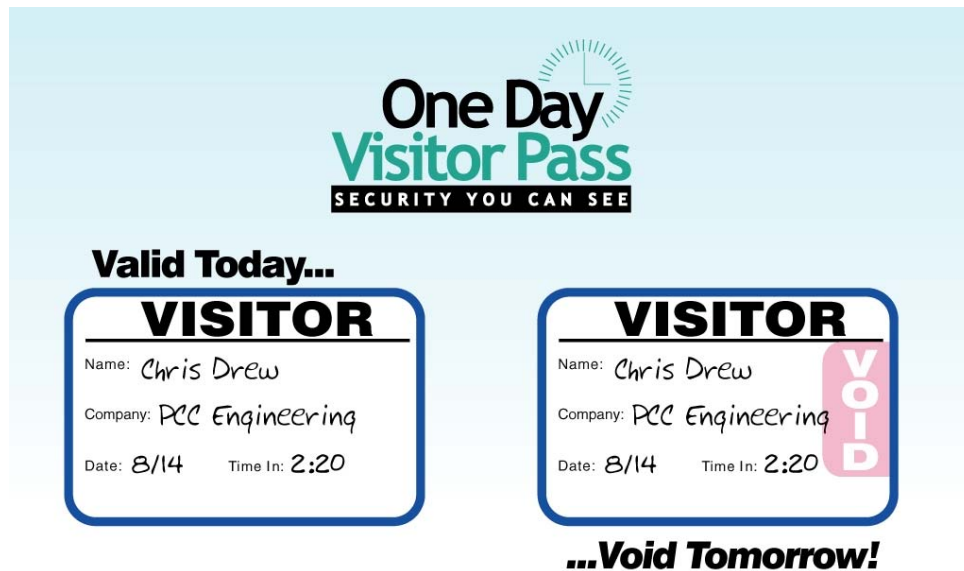 One Day
Visitor Pass
SECURITY YOU CAN SEE
Valid Today...
VISITOR
Name: Chris Drew
Company: PCC Engineering
Date: 8/14 Time In: 2:20
VISITOR
Name: Chris Drew
Company: PCC Engineering
Date: 8/14 Time In: 2:20
VOID
...Void Tomorrow!